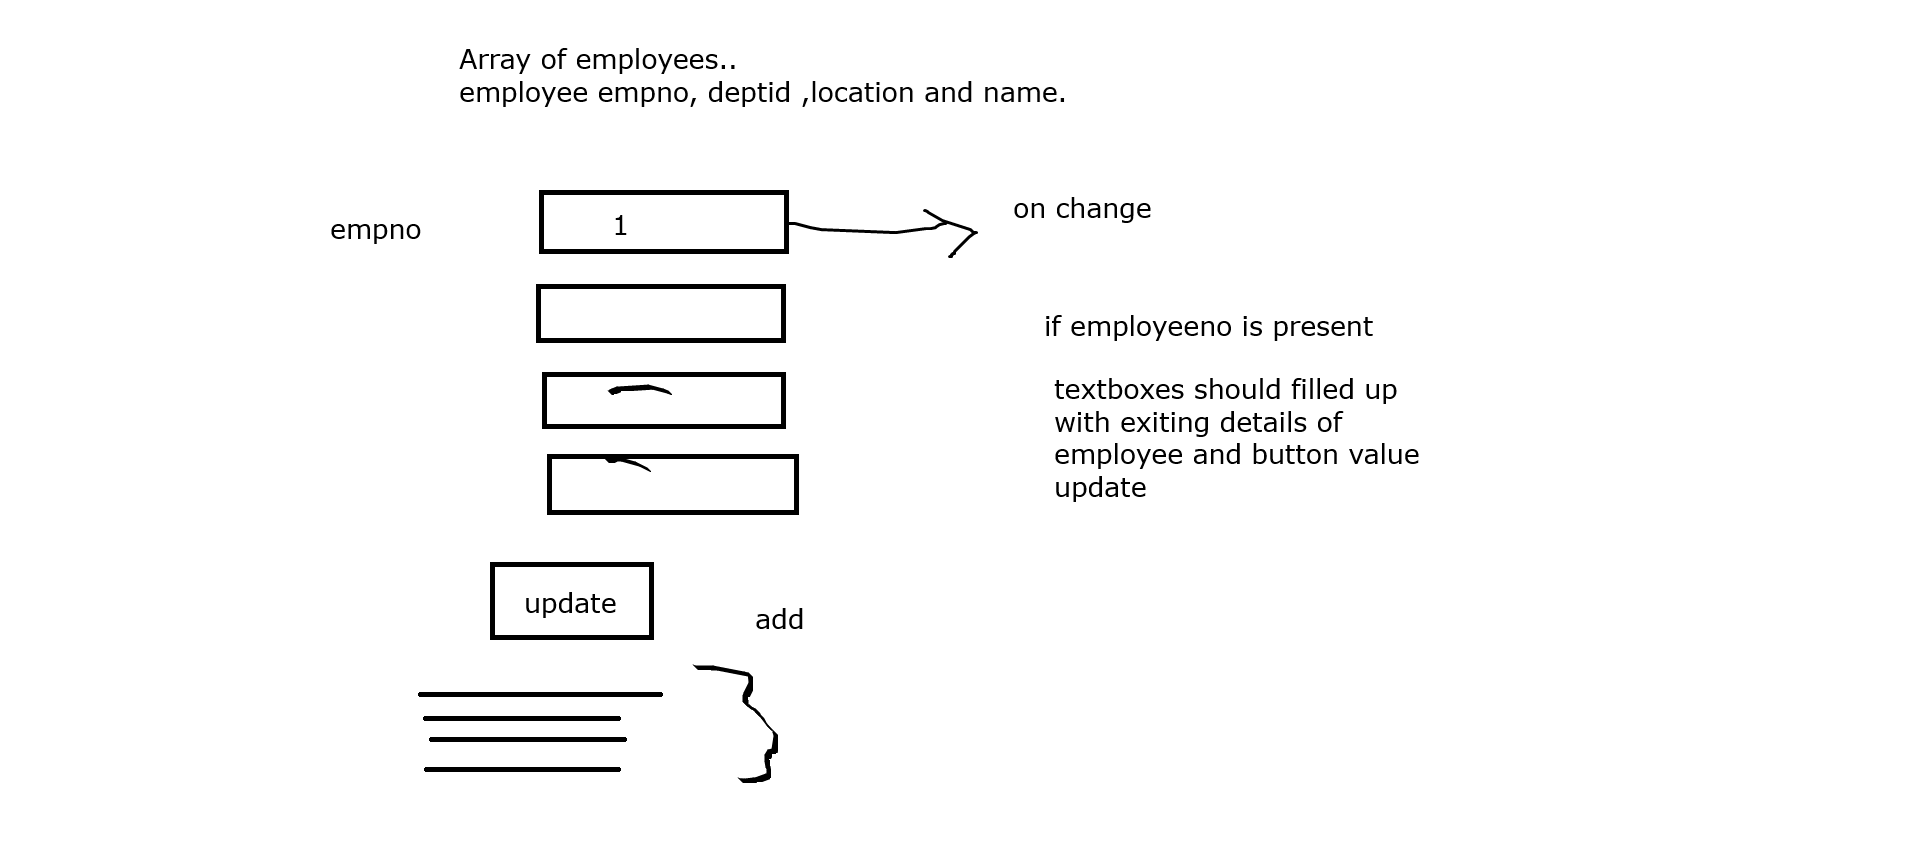 Array of employees..
employee empno, deptid ,location and name.
empno
1
on change
if employeeno is present
textboxes should filled up
with exiting details of
employee and button value
update
update
add